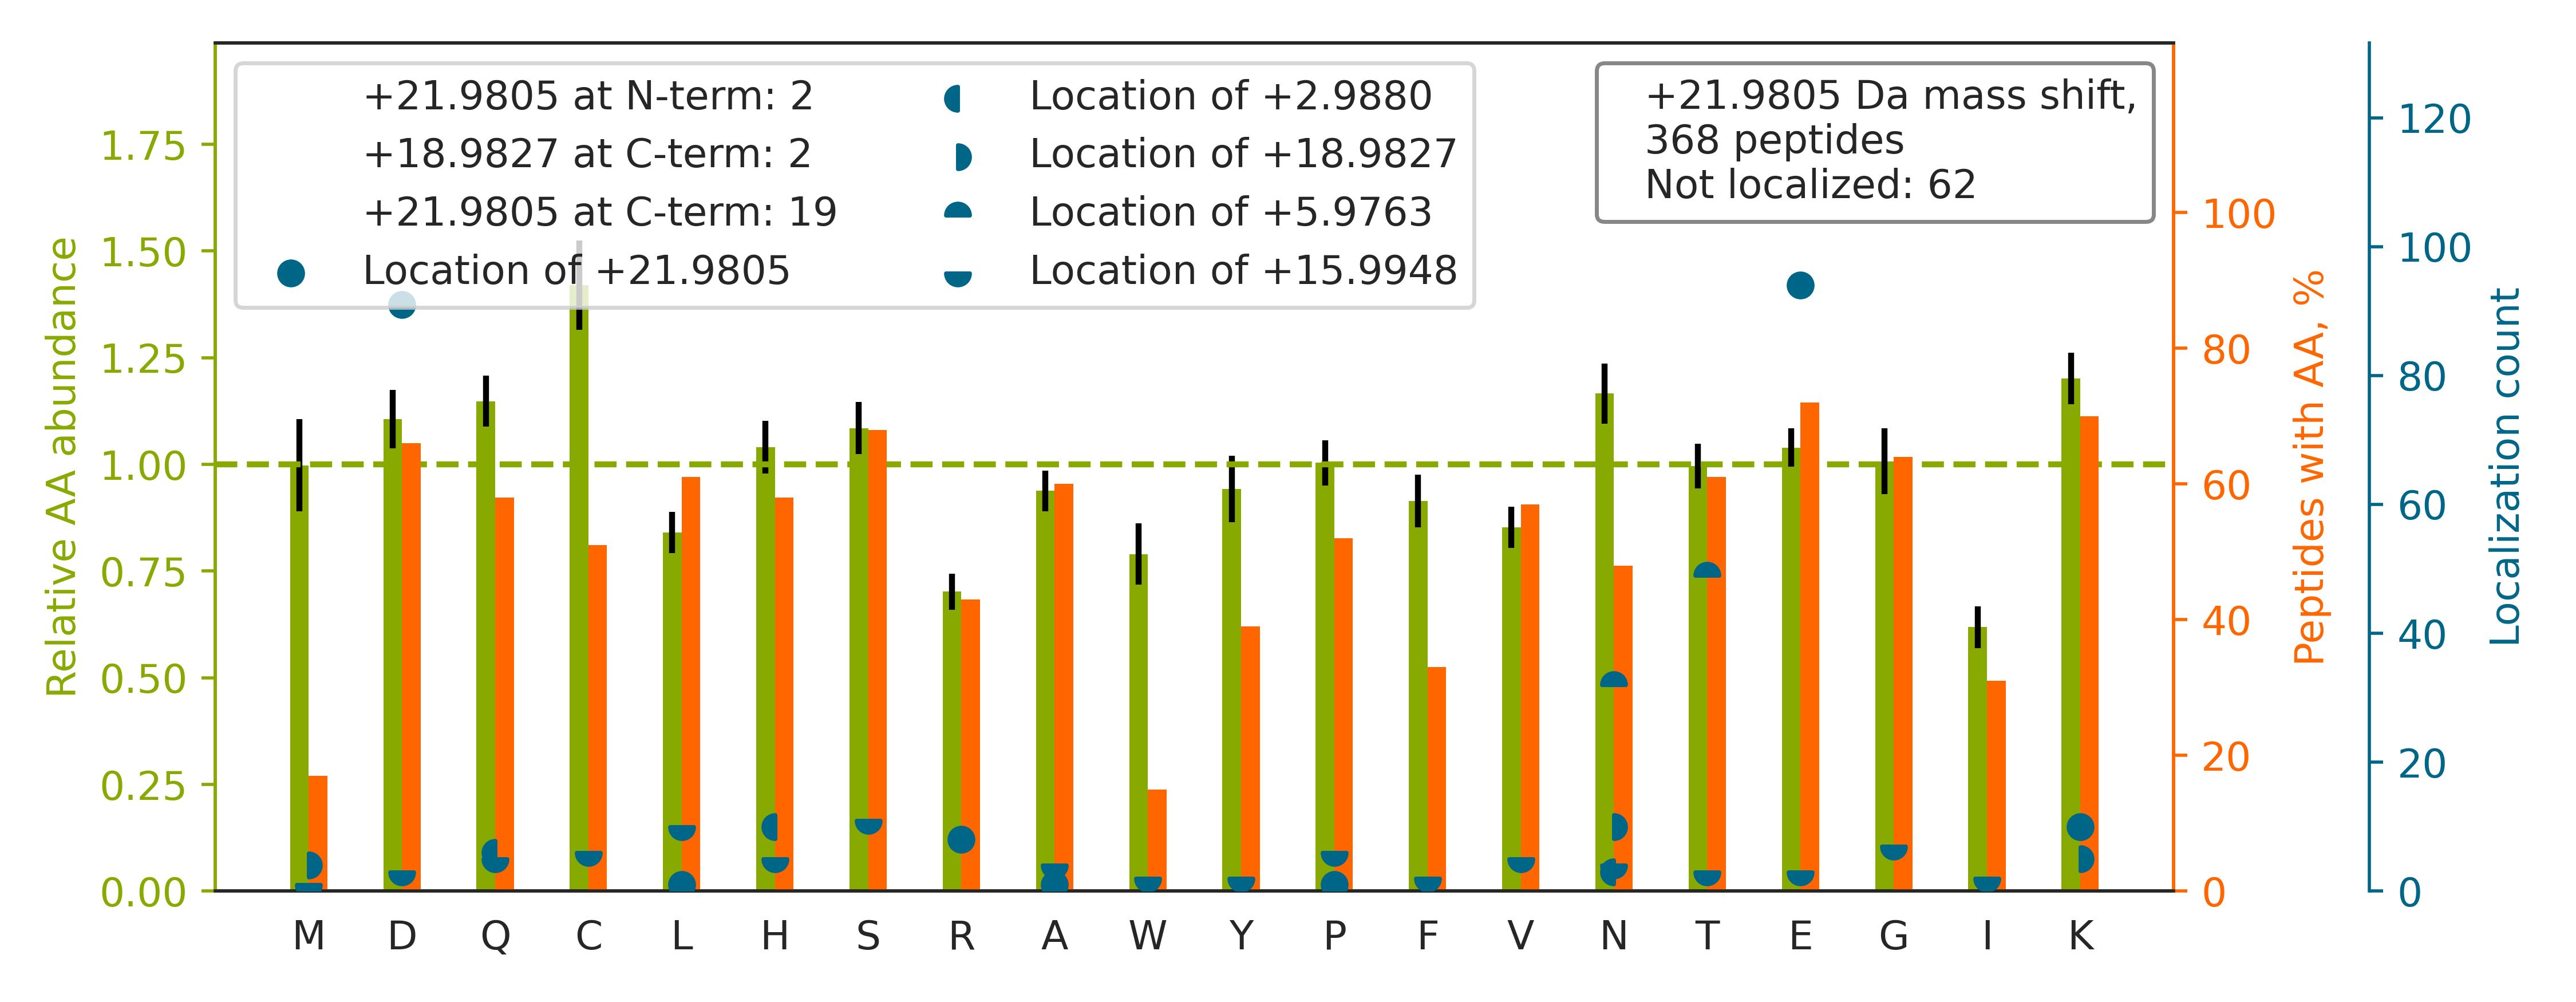 +21.9805 at N-term: 2
+18.9827 at C-term: 2
+21.9805 at C-term: 19
Location of +21.9805
Location of +2.9880
Location of +18.9827
Location of +5.9763
Location of +15.9948
+21.9805 Da mass shift,
368 peptides
Not localized: 62
Relative AA abundance
1.75
1.50
1.25
1.00
0.75
0.50
0.25
0.00
M D Q C L H S R A W Y P F V N T E G I K
100
80
60
40
20
0
Peptides with AA, %
120
100
80
60
40
20
0
Localization count